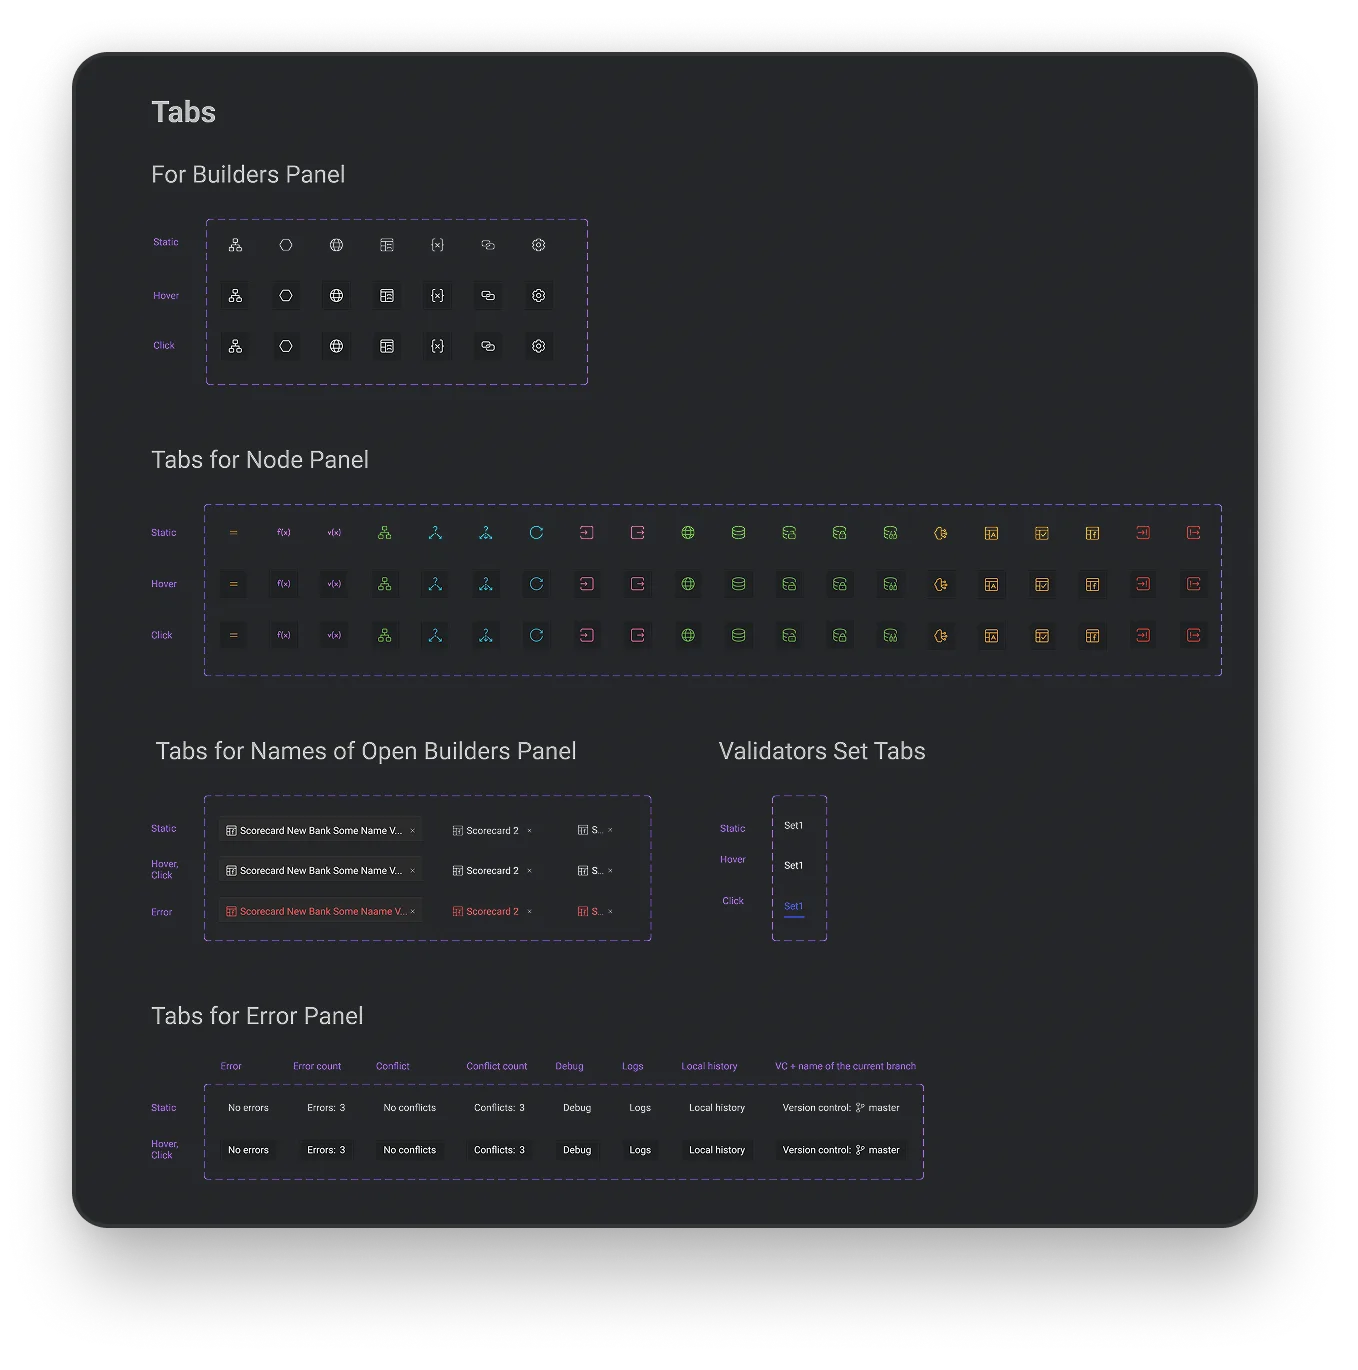 Tabs
For Builders Panel
Static
Hover
Click
Tabs for Node Panel
Static = f(x) v(x)
Hover = f(x) v(x)
Click = f(x) v(x)
Tabs for Names of Open Builders Panel
Static Scorecard New Bank Some Name V... × Scorecard 2 × S... ×
Hover, Click Scorecard New Bank Some Name V... × Scorecard 2 × S... ×
Error Scorecard New Bank Some Naame V... × Scorecard 2 × S... ×
Validators Set Tabs
Static Set1
Hover Set1
Click Set1
Tabs for Error Panel
Error Error count Conflict Conflict count Debug Logs Local history VC + name of the current branch
Static No errors Errors: 3 No conflicts Conflicts: 3 Debug Logs Local history Version control: master
Hover, Click No errors Errors: 3 No conflicts Conflicts: 3 Debug Logs Local history Version control: master